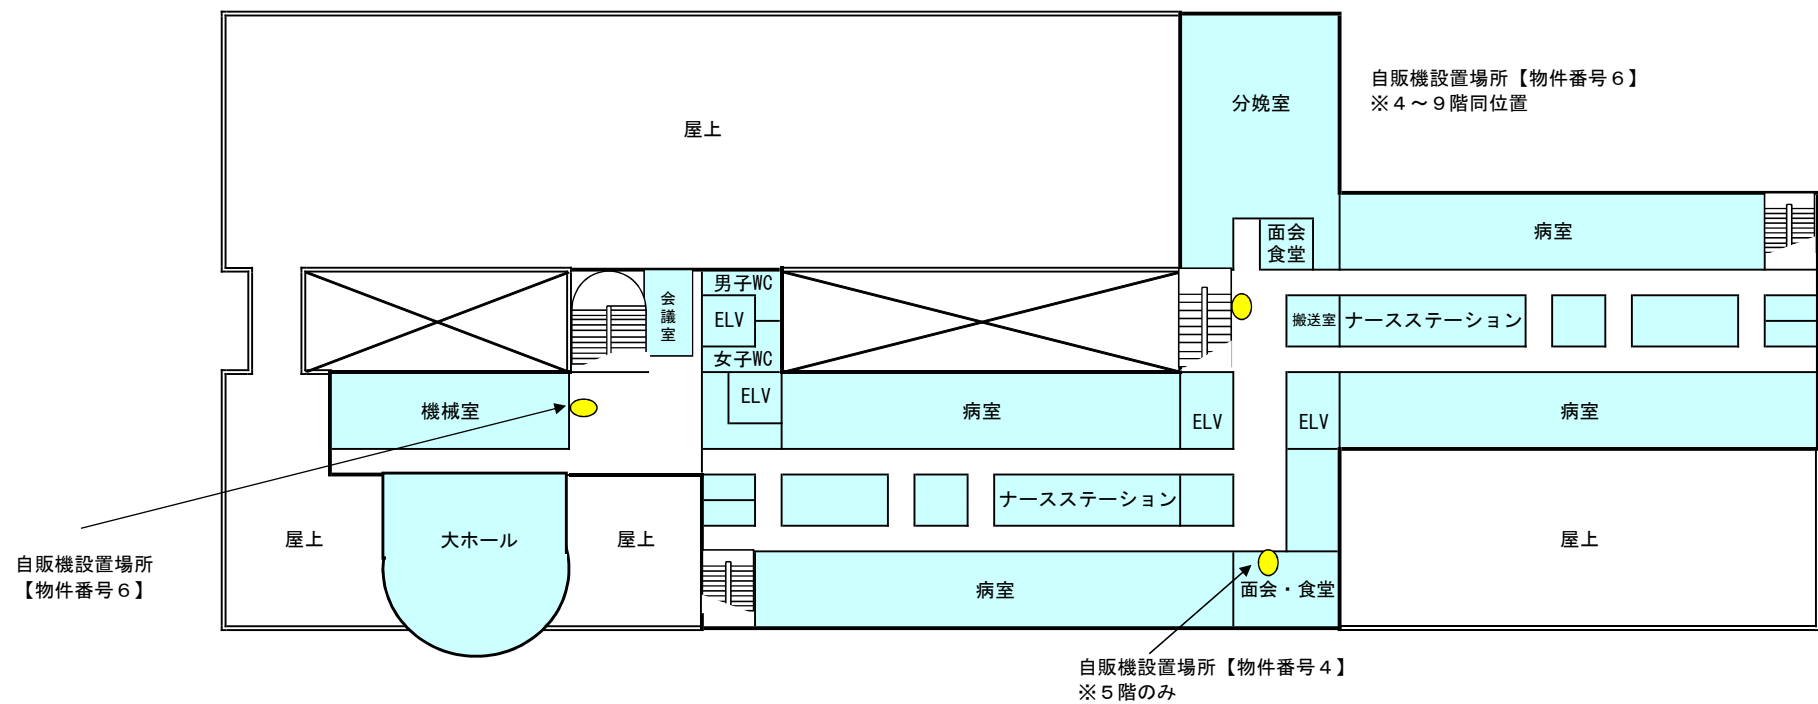 自販機設置場所【物件番号６】
※４～９階同位置
分娩室
屋上
面会
食堂
病室
男子WC
会議室
ELV
搬送室
ナースステーション
女子WC
ELV
機械室
病室
ELV
ELV
病室
ナースステーション
屋上
大ホール
屋上
屋上
自販機設置場所
【物件番号６】
病室
面会・食堂
自販機設置場所【物件番号４】
※５階のみ